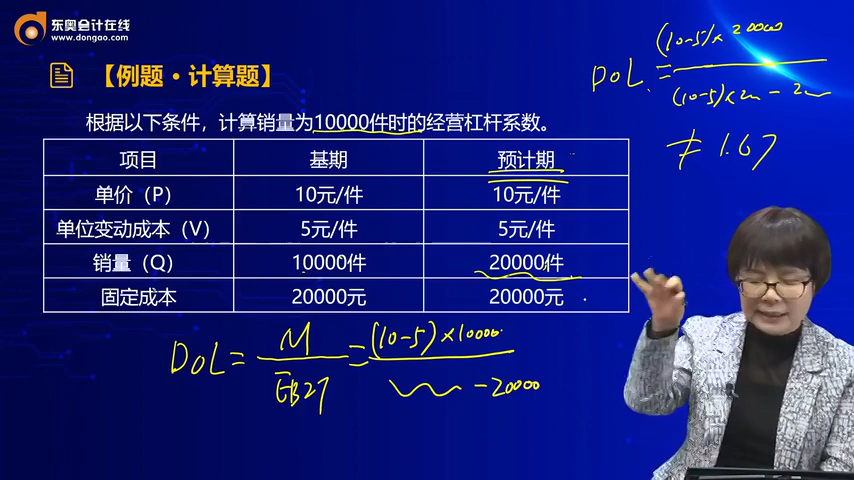 东奥会计在线
www.dongao.com
【例题·计算题】
根据以下条件，计算销量为10000件时的经营杠杆系数。
项目 基期 预计期
单价（P） 10元/件 10元/件
单位变动成本（V） 5元/件 5元/件
销量（Q） 10000件 20000件
固定成本 20000元 20000元
DOL = M / EBIT = (10-5)×10000 / -20000
DOL = (10-5)×20000 / (10-5)×2
≠ 1.67